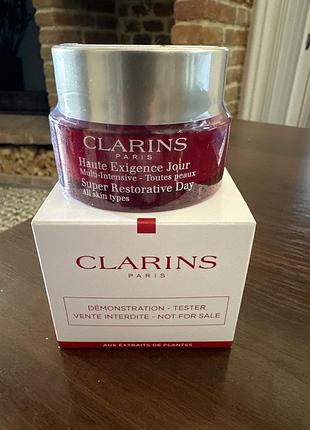 CLARINS
PARIS
Haute Exigence Jour
Multi-Intensive - Toutes peaux
Super Restorative Day
All skin types
CLARINS
PARIS
DÉMONSTRATION - TESTER
VENTE INTERDITE - NOT FOR SALE
AUX EXTRAITS DE PLANTES